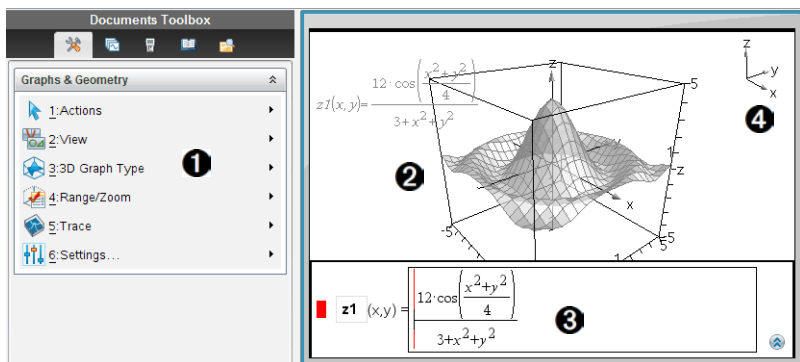 Documents Toolbox
Graphs & Geometry
1:Actions
2:View
3:3D Graph Type
4:Range/Zoom
5:Trace
6:Settings...
1
z1(x,y)=12·cos((x²+y²)/4)/(3+x²+y²)
z
5
1
-z
y
x
-5
1
-5
5
2
z
y
x
4
z1 (x,y) = 12·cos((x²+y²)/4)/(3+x²+y²)
3